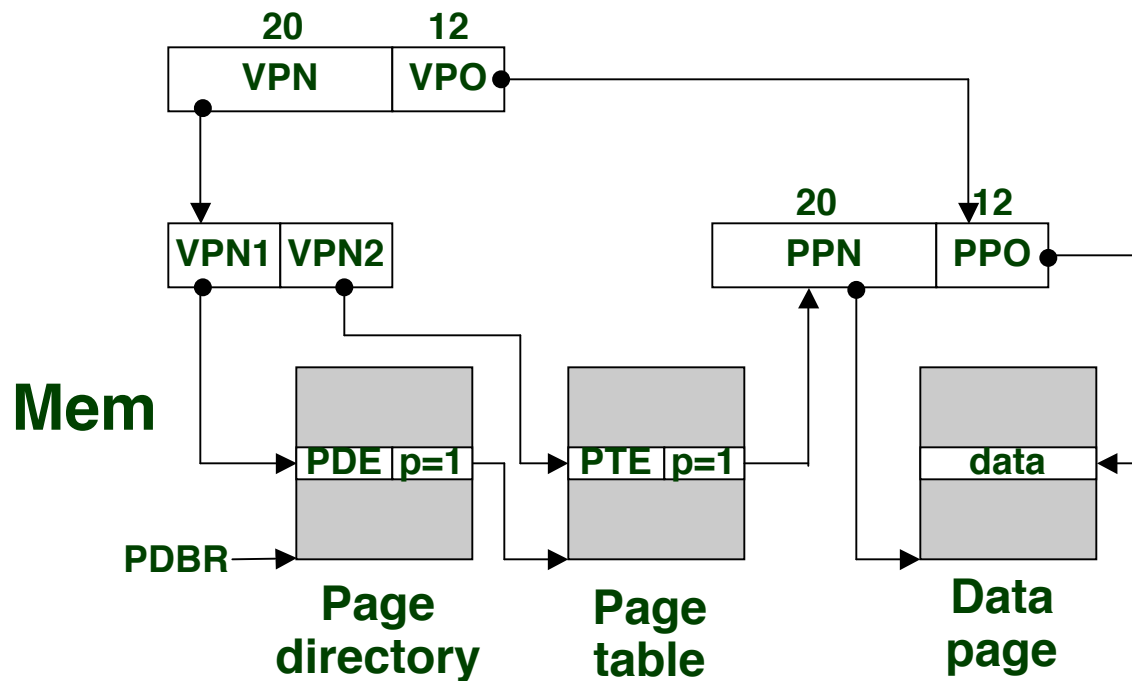 20 12
VPN VPO
20 12
VPN1 VPN2 PPN PPO
Mem
PDE p=1 PTE p=1 data
PDBR
Page directory
Page table
Data page